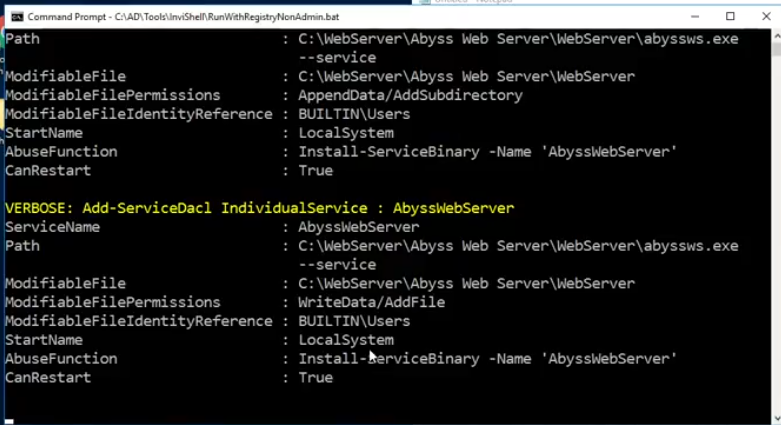 Untitled - Notepad
Command Prompt - C:\AD\Tools\InviShell\RunWithRegistryNonAdmin.bat
Path : C:\WebServer\Abyss Web Server\WebServer\abyssws.exe
--service
ModifiableFile : C:\WebServer\Abyss Web Server\WebServer
ModifiableFilePermissions : AppendData/AddSubdirectory
ModifiableFileIdentityReference : BUILTIN\Users
StartName : LocalSystem
AbuseFunction : Install-ServiceBinary -Name 'AbyssWebServer'
CanRestart : True
VERBOSE: Add-ServiceDacl IndividualService : AbyssWebServer
ServiceName : AbyssWebServer
Path : C:\WebServer\Abyss Web Server\WebServer\abyssws.exe
--service
ModifiableFile : C:\WebServer\Abyss Web Server\WebServer
ModifiableFilePermissions : WriteData/AddFile
ModifiableFileIdentityReference : BUILTIN\Users
StartName : LocalSystem
AbuseFunction : Install-ServiceBinary -Name 'AbyssWebServer'
CanRestart : True